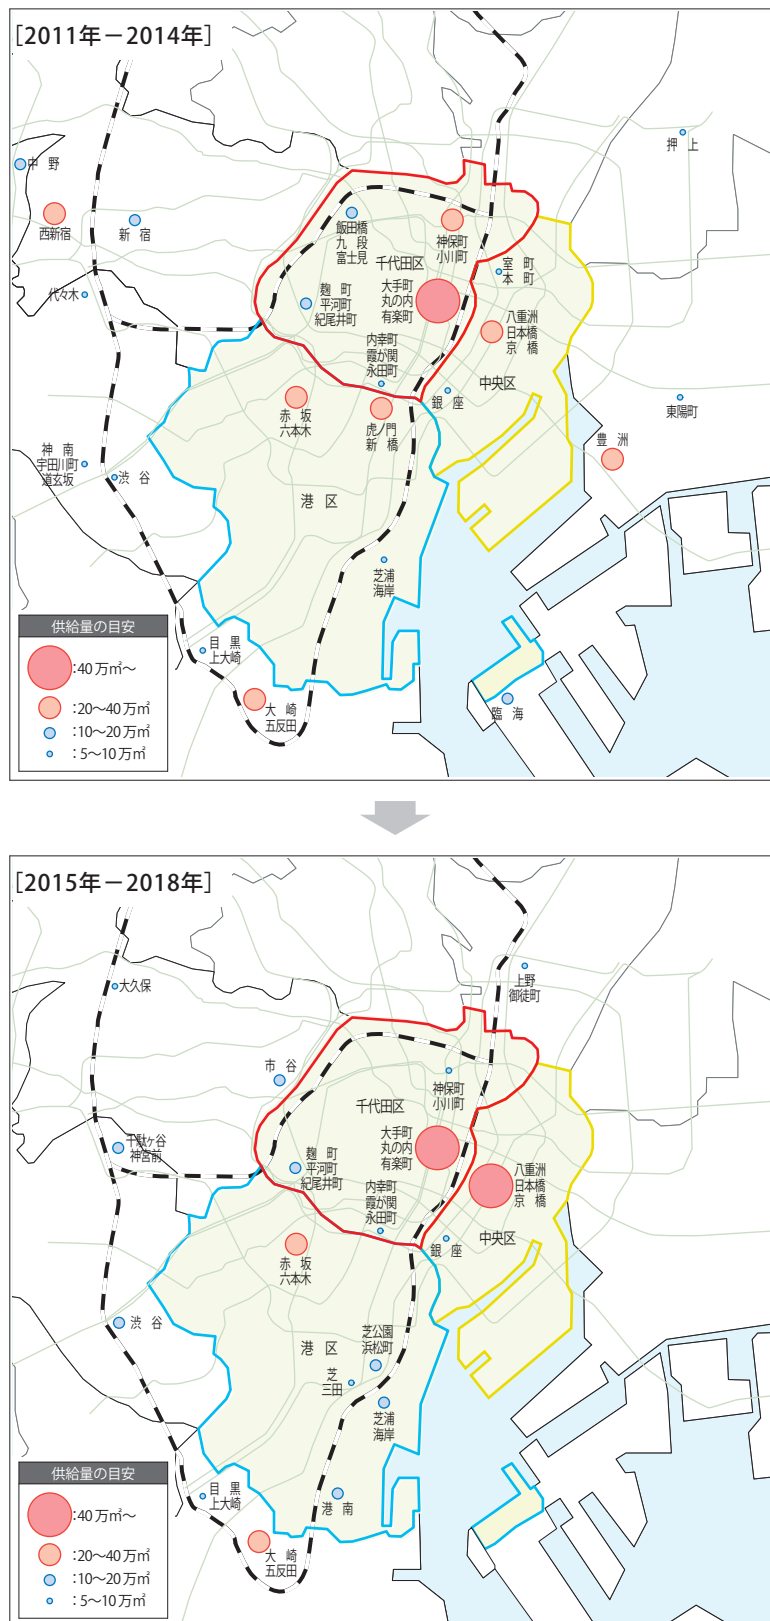 [2011年－2014年]
押　上
中　野
西新宿
新　宿
飯田橋
九　段
富士見
神保町
小川町
千代田区
室　町
本　町
代々木
麹　町
平河町
紀尾井町
大手町
丸の内
有楽町
八重洲
日本橋
京　橋
内幸町
霞が関
永田町
中央区
銀　座
東陽町
赤　坂
六本木
虎ノ門
新　橋
豊　洲
神　南
宇田川町
道玄坂
渋　谷
港　区
芝浦
海岸
目　黒
上大崎
大　崎
五反田
臨　海
供給量の目安
:40万㎡～
:20～40万㎡
:10～20万㎡
:5～10万㎡
[2015年－2018年]
上野
御徒町
大久保
市　谷
神保町
小川町
千代田区
千駄ヶ谷
神宮前
麹　町
平河町
紀尾井町
大手町
丸の内
有楽町
八重洲
日本橋
京　橋
内幸町
霞が関
永田町
銀　座
中央区
赤　坂
六本木
渋　谷
港　区
芝公園
浜松町
芝
三田
芝浦
海岸
目　黒
上大崎
港　南
大　崎
五反田
供給量の目安
:40万㎡～
:20～40万㎡
:10～20万㎡
:5～10万㎡